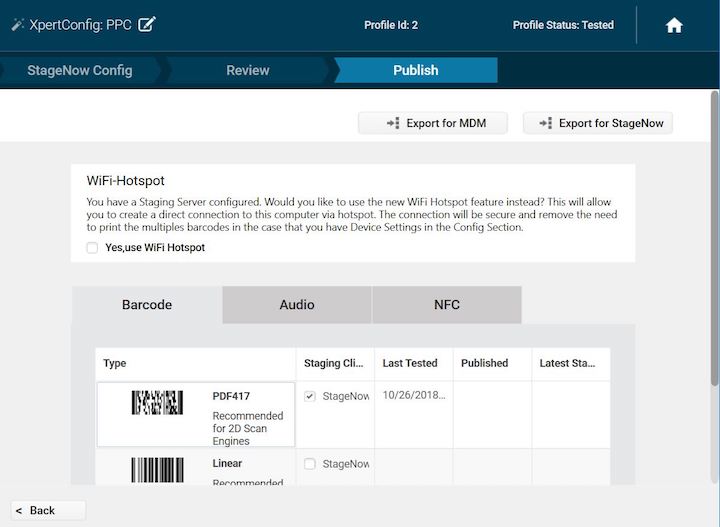 XpertConfig: PPC
Profile Id: 2
Profile Status: Tested
StageNow Config
Review
Publish
Export for MDM
Export for StageNow
WiFi-Hotspot
You have a Staging Server configured. Would you like to use the new WiFi Hotspot feature instead? This will allow
you to create a direct connection to this computer via hotspot. The connection will be secure and remove the need
to print the multiples barcodes in the case that you have Device Settings in the Config Section.
Yes,use WiFi Hotspot
Barcode
Audio
NFC
Type
Staging Cli...
Last Tested
Published
Latest Sta...
PDF417
Recommended
for 2D Scan
Engines
StageNow
10/26/2018...
Linear
Recommended
StageNow
< Back